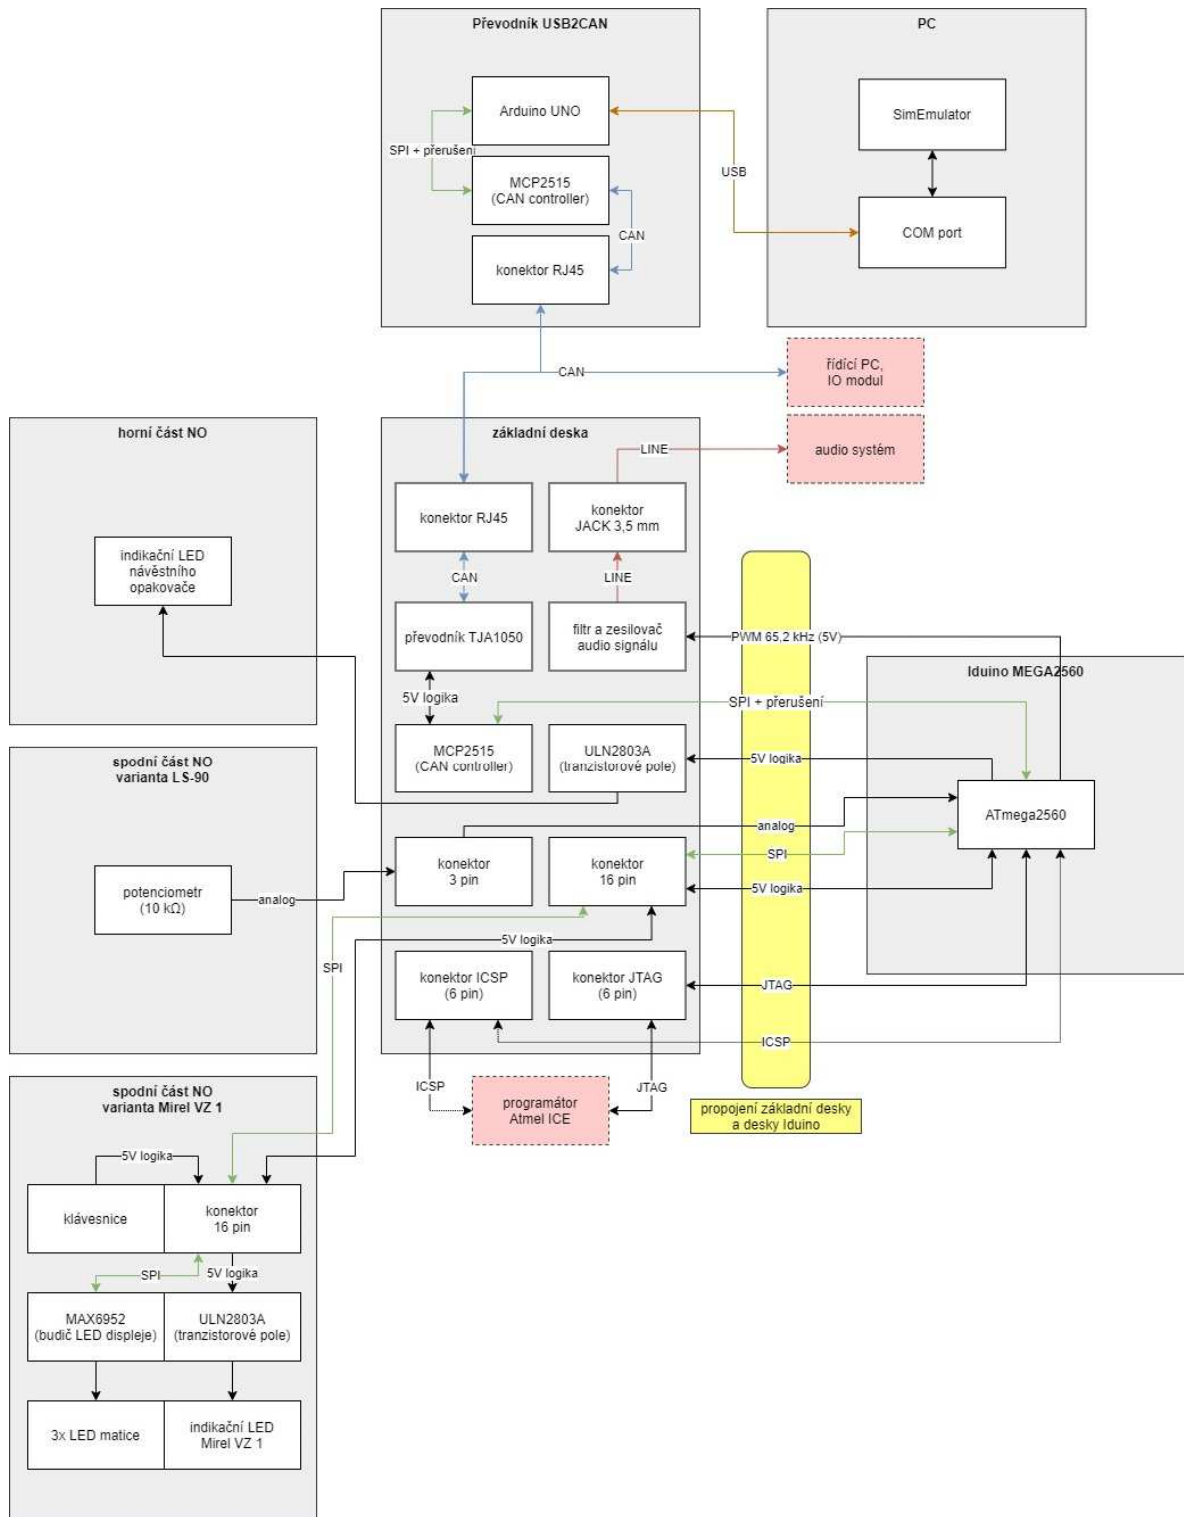 Převodník USB2CAN
PC
Arduino UNO
SimEmulator
SPI + přerušení
MCP2515
(CAN controller)
USB
CAN
COM port
konektor RJ45
CAN
řídící PC,
IO modul
horní část NO
základní deska
LINE
audio systém
konektor RJ45
konektor
JACK 3,5 mm
indikační LED
návěstního
opakovače
CAN
LINE
převodník TJA1050
filtr a zesilovač
audio signálu
PWM 65,2 kHz (5V)
Iduino MEGA2560
5V logika
SPI + přerušení
MCP2515
(CAN controller)
ULN2803A
(tranzistorové pole)
5V logika
spodní část NO
varianta LS-90
ATmega2560
analog
konektor
3 pin
konektor
16 pin
SPI
5V logika
potenciometr
(10 kΩ)
analog
5V logika
SPI
konektor ICSP
(6 pin)
konektor JTAG
(6 pin)
JTAG
ICSP
ICSP
JTAG
spodní část NO
varianta Mirel VZ 1
programátor
Atmel ICE
propojení základní desky
a desky Iduino
5V logika
klávesnice
konektor
16 pin
SPI
5V logika
MAX6952
(budič LED displeje)
ULN2803A
(tranzistorové pole)
3x LED matice
indikační LED
Mirel VZ 1